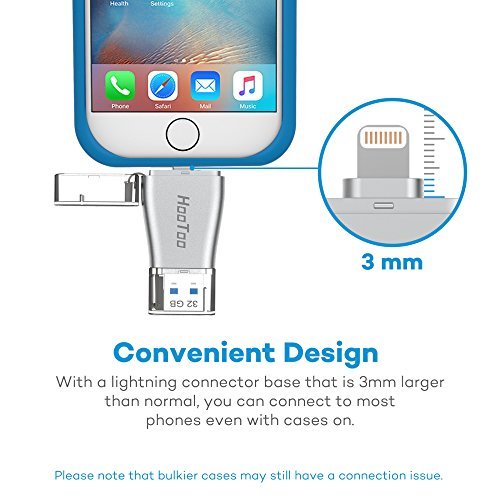 Health
Settings
Phone
Safari
Mail
Music
HooToo
32 GB
3 mm
Convenient Design
With a lightning connector base that is 3mm larger
than normal, you can connect to most
phones even with cases on.
Please note that bulkier cases may still have a connection issue.